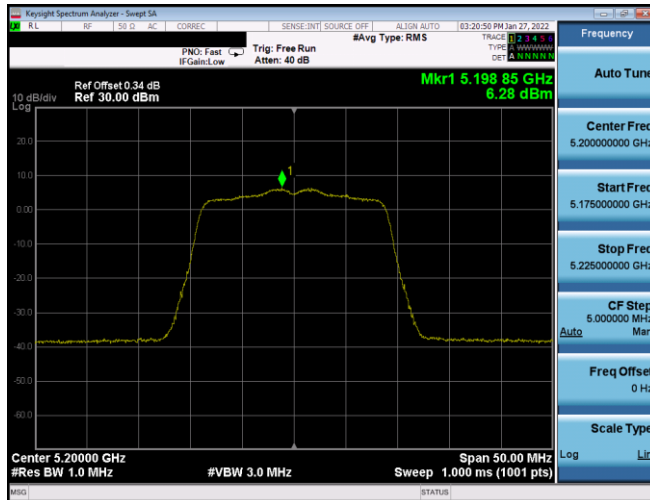 Keysight Spectrum Analyzer - Swept SA
RL RF 50 Ω AC CORREC SENSE:INT SOURCE OFF ALIGN AUTO 03:20:50 PM Jan 27, 2022
#Avg Type: RMS
TRACE 1 2 3 4 5 6
TYPE A WWWWW
DET A N N N N N
PNO: Fast
IFGain:Low
Trig: Free Run
Atten: 40 dB
Mkr1 5.198 85 GHz
6.28 dBm
Ref Offset 0.34 dB
Ref 30.00 dBm
10 dB/div
Log
20.0
10.0
0.00
-10.0
-20.0
-30.0
-40.0
-50.0
-60.0
1
Center 5.20000 GHz
Span 50.00 MHz
#Res BW 1.0 MHz
#VBW 3.0 MHz
Sweep 1.000 ms (1001 pts)
MSG
STATUS
Frequency
Auto Tune
Center Freq
5.200000000 GHz
Start Freq
5.175000000 GHz
Stop Freq
5.225000000 GHz
CF Step
5.000000 MHz
Auto Man
Freq Offset
0 Hz
Scale Type
Log Lin